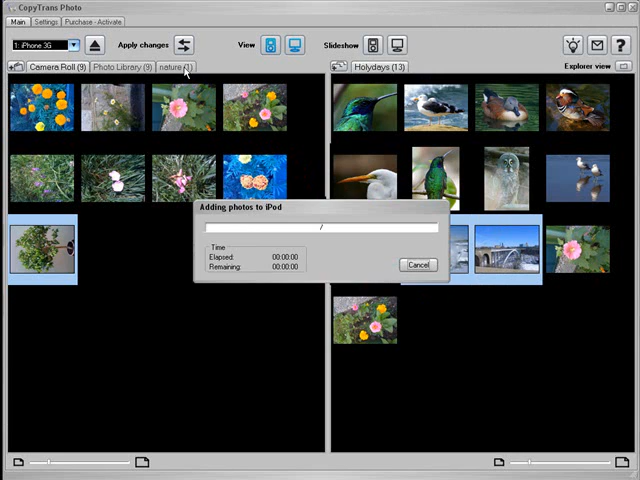 CopyTrans Photo
Main Settings Purchase - Activate
1: iPhone 3G Apply changes View Slideshow ?
Camera Roll (9) Photo Library (9) nature (1) Holydays (13) Explorer view
Adding photos to iPod
/
Time
Elapsed: 00:00:00
Remaining: 00:00:00
Cancel